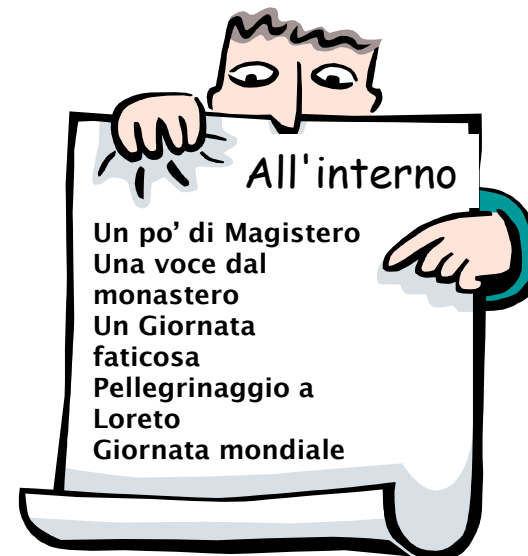 All'interno
Un po’ di Magistero
Una voce dal
monastero
Un Giornata
faticosa
Pellegrinaggio a
Loreto
Giornata mondiale